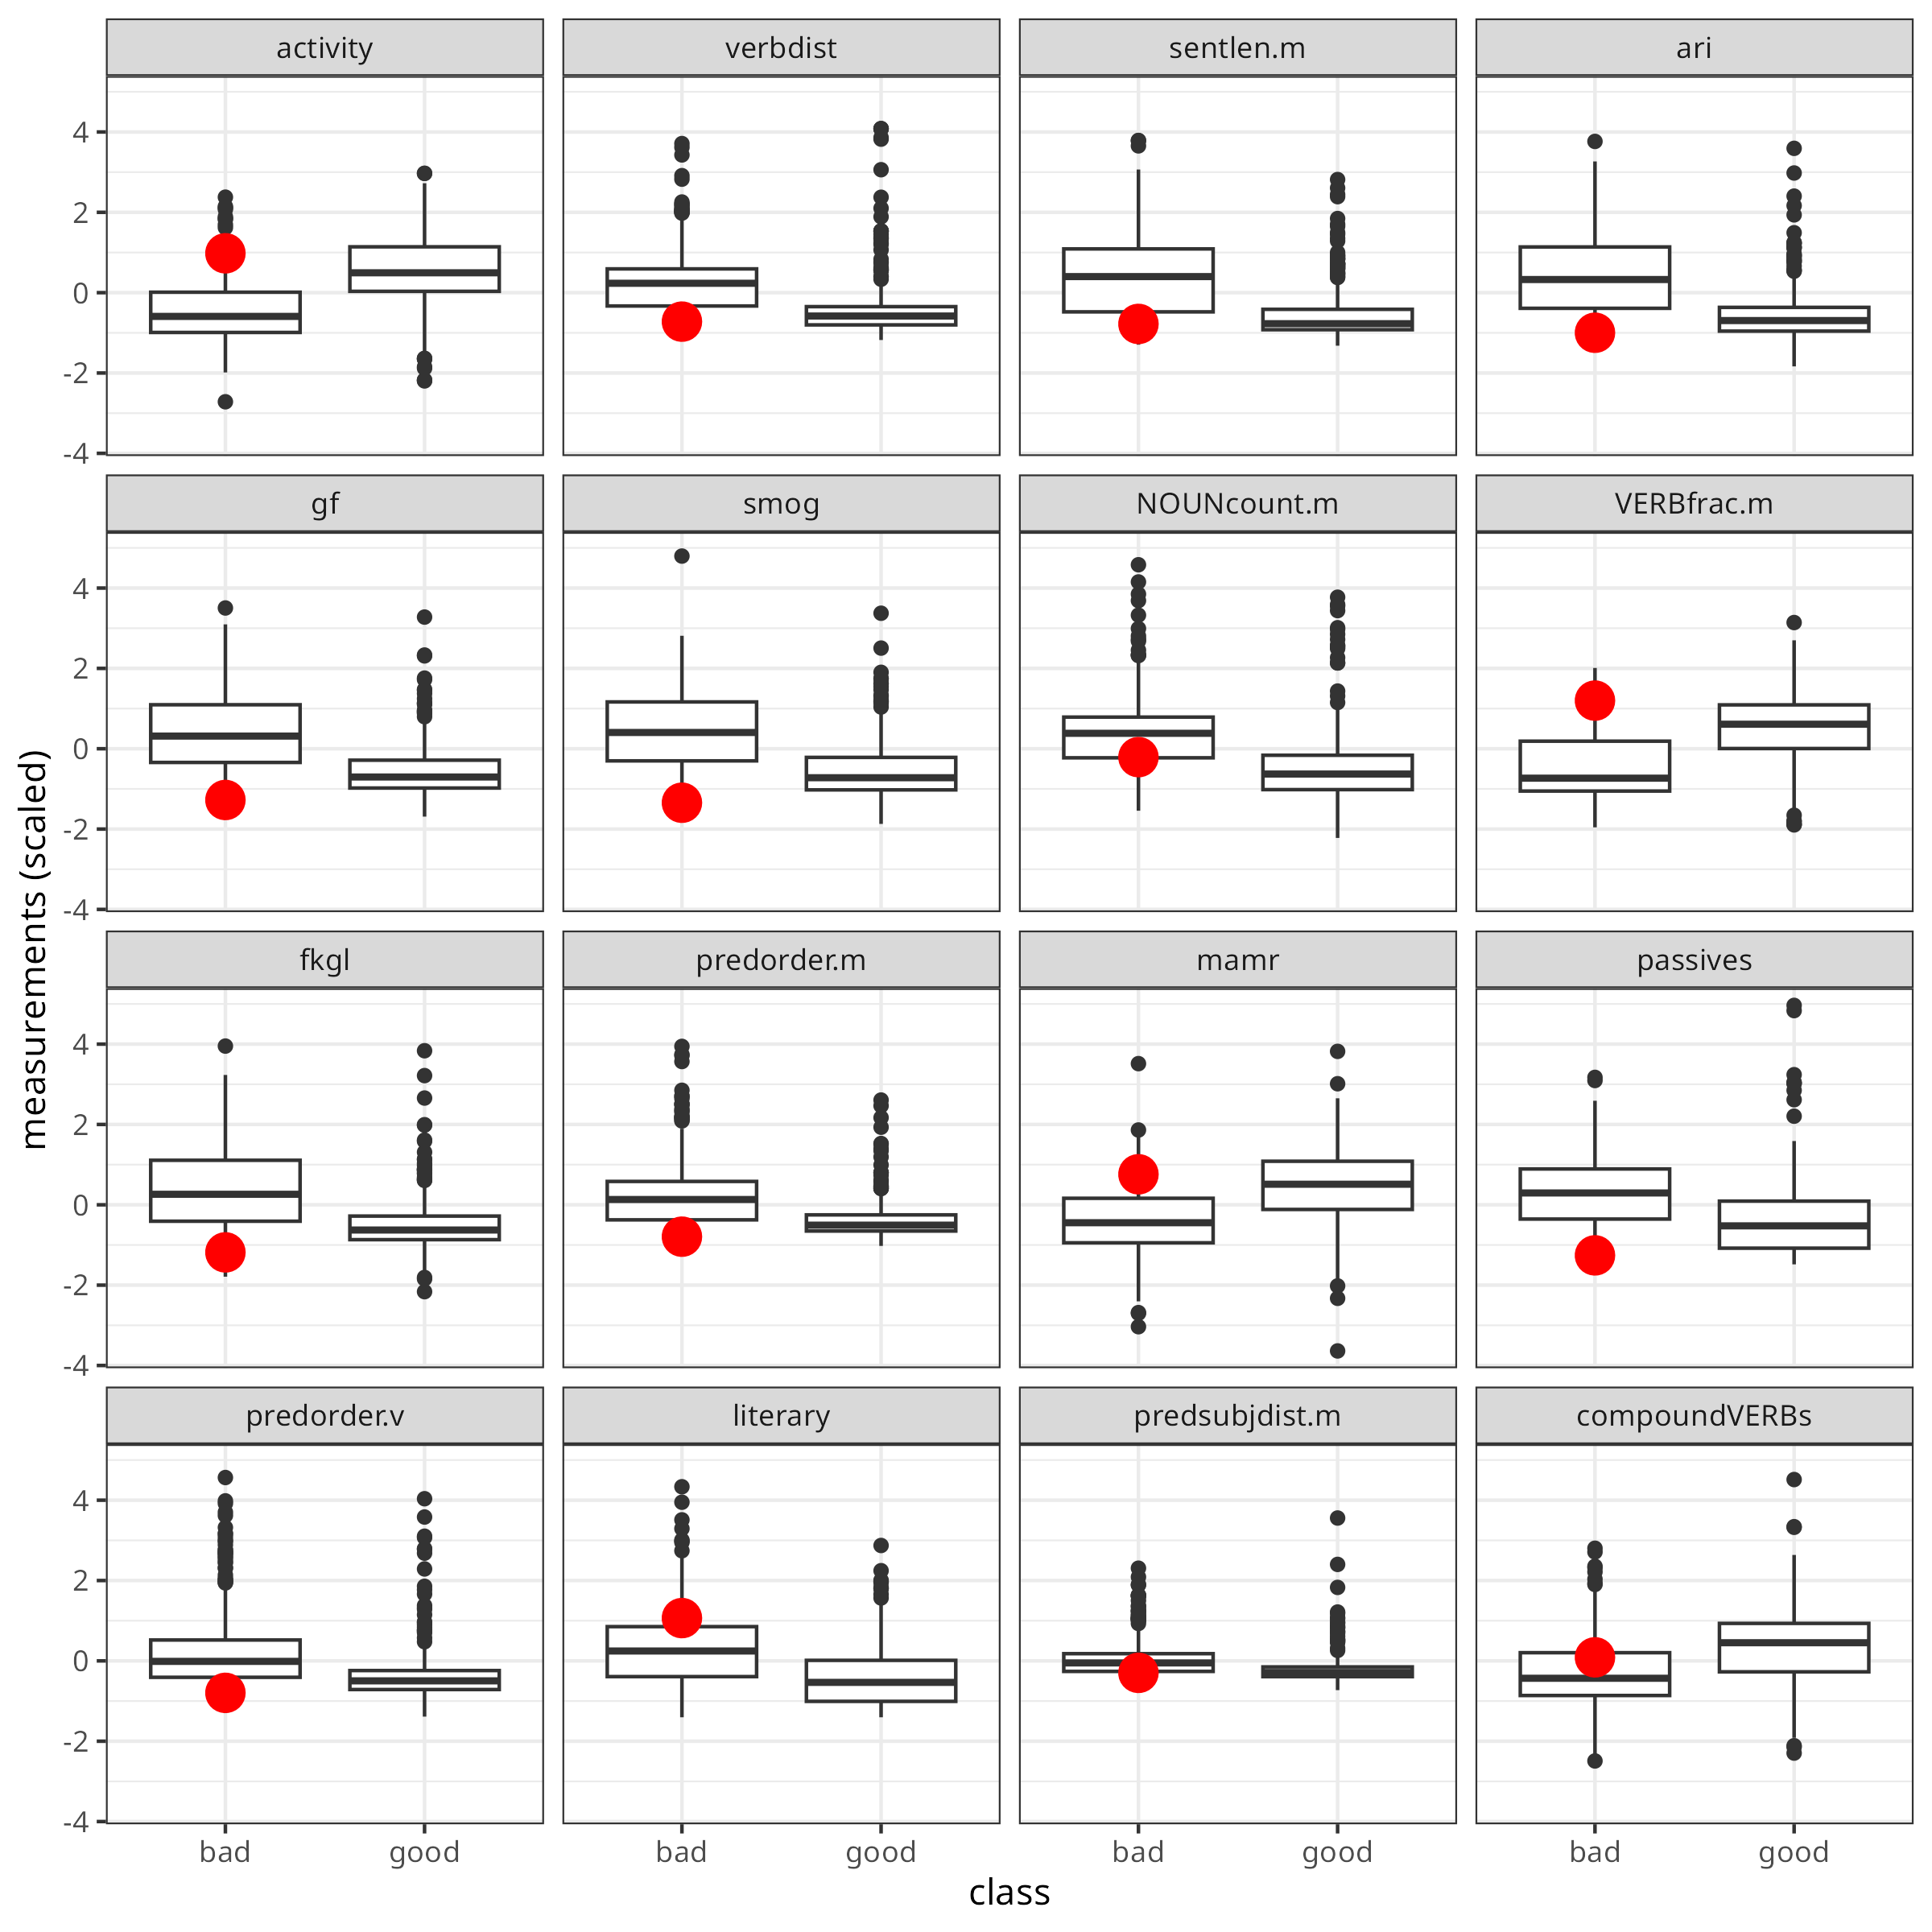 activity verbdist sentlen.m ari
4
2
0
-2
-4
gf smog NOUNcount.m VERBfrac.m
4
2
0
-2
-4
fkgl predorder.m mamr passives
4
2
0
-2
-4
predorder.v literary predsubjdist.m compoundVERBs
4
2
0
-2
-4
bad good bad good bad good bad good
class
measurements (scaled)